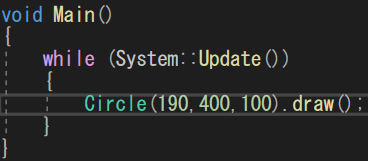 void Main()
{
    while (System::Update())
    {
        Circle(190,400,100).draw();
    }
}